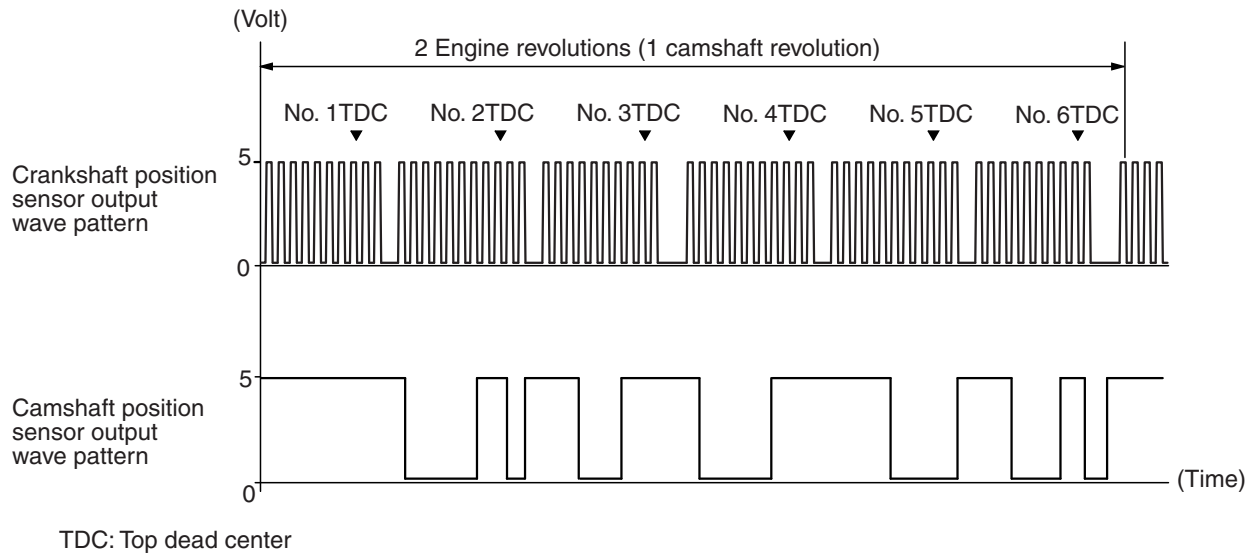 (Volt)
2 Engine revolutions (1 camshaft revolution)
No. 1TDC No. 2TDC No. 3TDC No. 4TDC No. 5TDC No. 6TDC
5
Crankshaft position
sensor output
wave pattern
0
5
Camshaft position
sensor output
wave pattern
0
(Time)
TDC: Top dead center